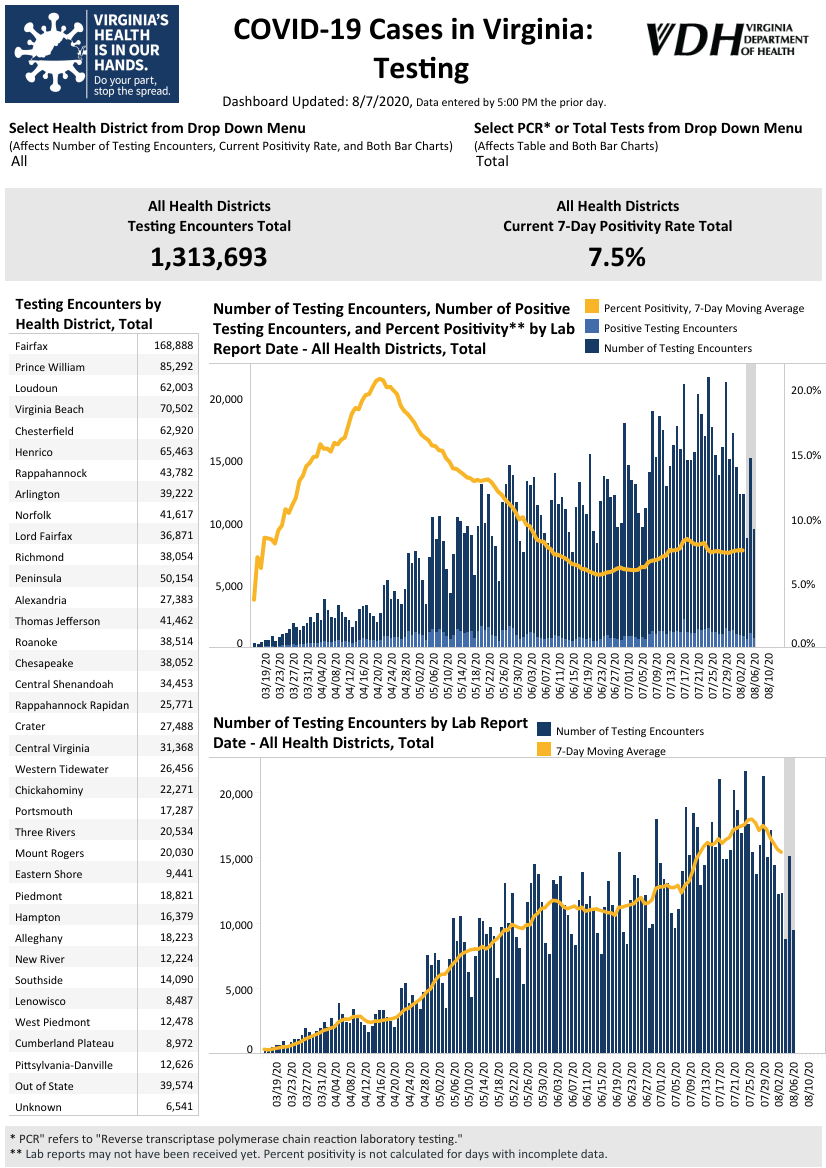 VIRGINIA'S
HEALTH
IS IN OUR
HANDS.
Do your part,
stop the spread.
COVID-19 Cases in Virginia:
Testing
VDH VIRGINIA
DEPARTMENT
OF HEALTH
Dashboard Updated: 8/7/2020, Data entered by 5:00 PM the prior day.
Select Health District from Drop Down Menu
(Affects Number of Testing Encounters, Current Positivity Rate, and Both Bar Charts)
All
Select PCR* or Total Tests from Drop Down Menu
(Affects Table and Both Bar Charts)
Total
All Health Districts
Testing Encounters Total
1,313,693
All Health Districts
Current 7-Day Positivity Rate Total
7.5%
Testing Encounters by
Health District, Total
Fairfax 168,888
Prince William 85,292
Loudoun 62,003
Virginia Beach 70,502
Chesterfield 62,920
Henrico 65,463
Rappahannock 43,782
Arlington 39,222
Norfolk 41,617
Lord Fairfax 36,871
Richmond 38,054
Peninsula 50,154
Alexandria 27,383
Thomas Jefferson 41,462
Roanoke 38,514
Chesapeake 38,052
Central Shenandoah 34,453
Rappahannock Rapidan 25,771
Crater 27,488
Central Virginia 31,368
Western Tidewater 26,456
Chickahominy 22,271
Portsmouth 17,287
Three Rivers 20,534
Mount Rogers 20,030
Eastern Shore 9,441
Piedmont 18,821
Hampton 16,379
Alleghany 18,223
New River 12,224
Southside 14,090
Lenowisco 8,487
West Piedmont 12,478
Cumberland Plateau 8,972
Pittsylvania-Danville 12,626
Out of State 39,574
Unknown 6,541
Number of Testing Encounters, Number of Positive
Testing Encounters, and Percent Positivity** by Lab
Report Date - All Health Districts, Total
Percent Positivity, 7-Day Moving Average
Positive Testing Encounters
Number of Testing Encounters
20,000
15,000
10,000
5,000
0
20.0%
15.0%
10.0%
5.0%
0.0%
03/19/20
03/23/20
03/27/20
03/31/20
04/04/20
04/08/20
04/12/20
04/16/20
04/20/20
04/24/20
04/28/20
05/02/20
05/06/20
05/10/20
05/14/20
05/18/20
05/22/20
05/26/20
05/30/20
06/03/20
06/07/20
06/11/20
06/15/20
06/19/20
06/23/20
06/27/20
07/01/20
07/05/20
07/09/20
07/13/20
07/17/20
07/21/20
07/25/20
07/29/20
08/02/20
08/06/20
08/10/20
Number of Testing Encounters by Lab Report
Date - All Health Districts, Total
Number of Testing Encounters
7-Day Moving Average
20,000
15,000
10,000
5,000
0
03/19/20
03/23/20
03/27/20
03/31/20
04/04/20
04/08/20
04/12/20
04/16/20
04/20/20
04/24/20
04/28/20
05/02/20
05/06/20
05/10/20
05/14/20
05/18/20
05/22/20
05/26/20
05/30/20
06/03/20
06/07/20
06/11/20
06/15/20
06/19/20
06/23/20
06/27/20
07/01/20
07/05/20
07/09/20
07/13/20
07/17/20
07/21/20
07/25/20
07/29/20
08/02/20
08/06/20
08/10/20
* PCR" refers to "Reverse transcriptase polymerase chain reaction laboratory testing."
** Lab reports may not have been received yet. Percent positivity is not calculated for days with incomplete data.